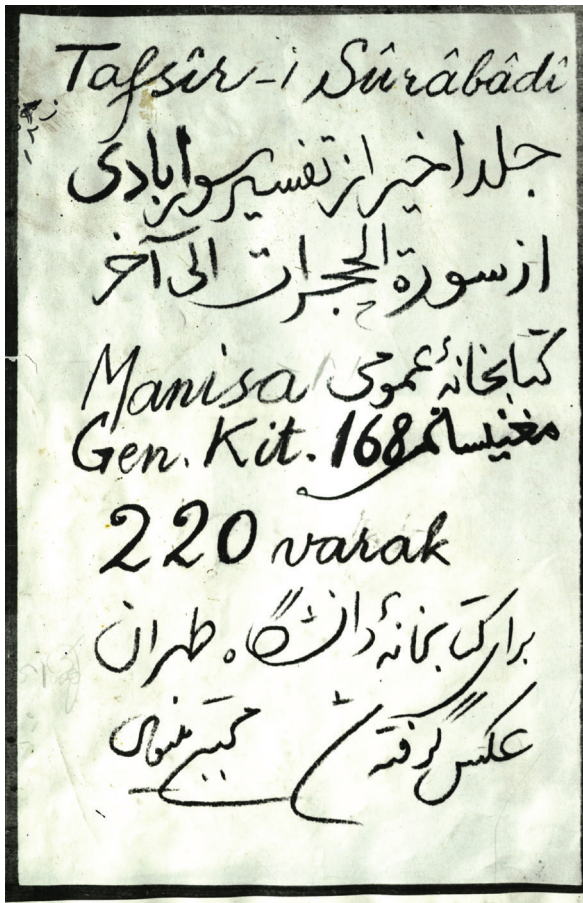 Tafsîr-i Sûrâbâdî
جلد اخیر از تفسیر سورابادی
از سورة الحجرات الی آخر
کتابخانهٔ عمومی Manisa
مغنیسا نمره 168 Gen. Kit.
220 varak
برای کتابخانهٔ دانشگاه طهران
عکس گرفته شد مجتبی مینوی